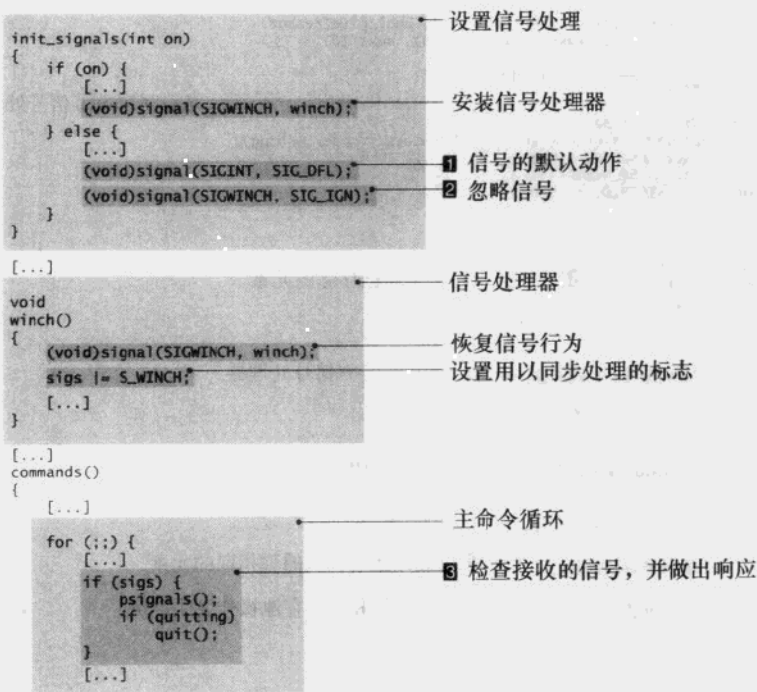 设置信号处理
init_signals(int on)
{
if (on) {
[...]
(void)signal(SIGWINCH, winch);
安装信号处理器
} else {
[...]
(void)signal(SIGINT, SIG_DFL);
1 信号的默认动作
(void)signal(SIGWINCH. SIG_IGN);
2 忽略信号
}
}
[...]
信号处理器
void
winch()
{
(void)signal(SIGWINCH, winch);
恢复信号行为
sigs |= S_WINCH;
设置用以同步处理的标志
[...]
}
[...]
commands()
{
[...]
主命令循环
for (;;) {
[...]
3 检查接收的信号，并做出响应
if (sigs) {
psignals();
if (quitting)
quit();
}
[...]